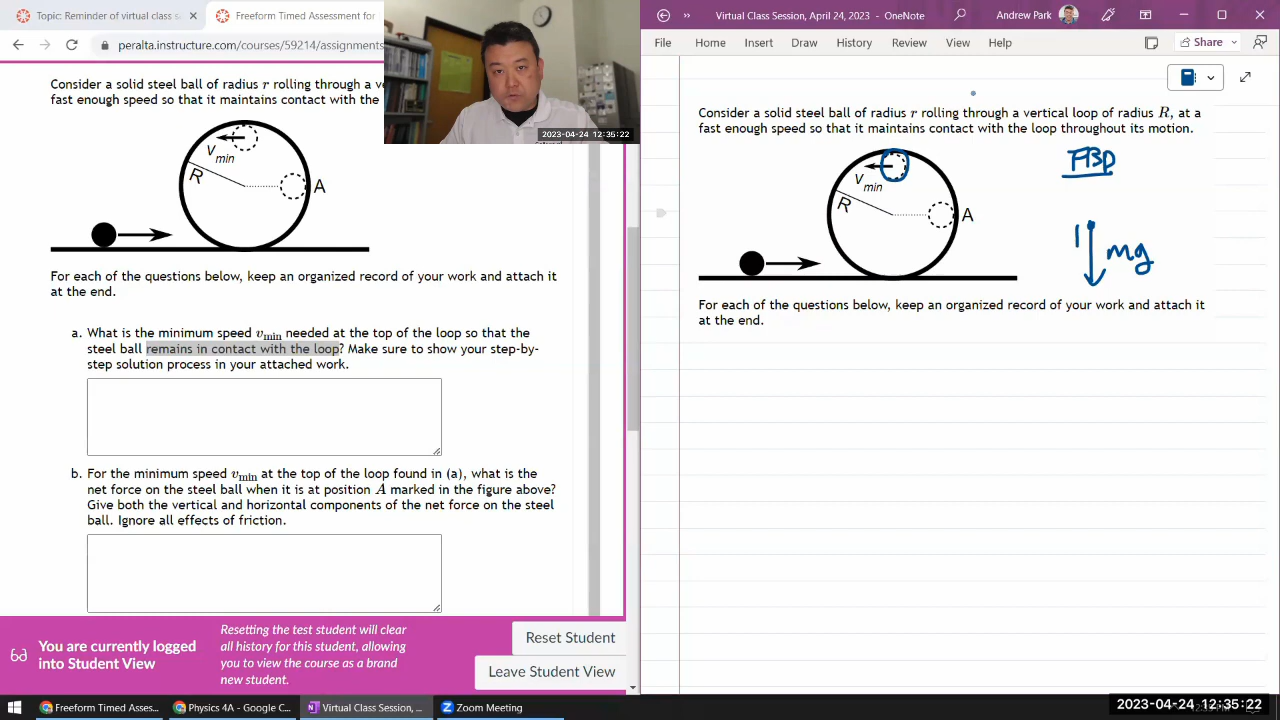 Topic: Reminder of virtual class se
Freeform Timed Assessment for
peralta.instructure.com/courses/59214/assignments
Consider a solid steel ball of radius r rolling through a ve
fast enough speed so that it maintains contact with the
v min
R
A
For each of the questions below, keep an organized record of your work and attach it
at the end.
a. What is the minimum speed v min needed at the top of the loop so that the
steel ball remains in contact with the loop? Make sure to show your step-by-
step solution process in your attached work.
b. For the minimum speed v min at the top of the loop found in (a), what is the
net force on the steel ball when it is at position A marked in the figure above?
Give both the vertical and horizontal components of the net force on the steel
ball. Ignore all effects of friction.
You are currently logged
into Student View
Resetting the test student will clear
all history for this student, allowing
you to view the course as a brand
new student.
Reset Student
Leave Student View
2023-04-24 12:35:22
Virtual Class Session, April 24, 2023 - OneNote
Andrew Park
File Home Insert Draw History Review View Help
Share
Consider a solid steel ball of radius r rolling through a vertical loop of radius R, at a
fast enough speed so that it maintains contact with the loop throughout its motion.
FBD
v min
R
A
mg
For each of the questions below, keep an organized record of your work and attach it
at the end.
Freeform Timed Asses...
Physics 4A - Google C...
Virtual Class Session, ...
Zoom Meeting
2023-04-24 12:35:22